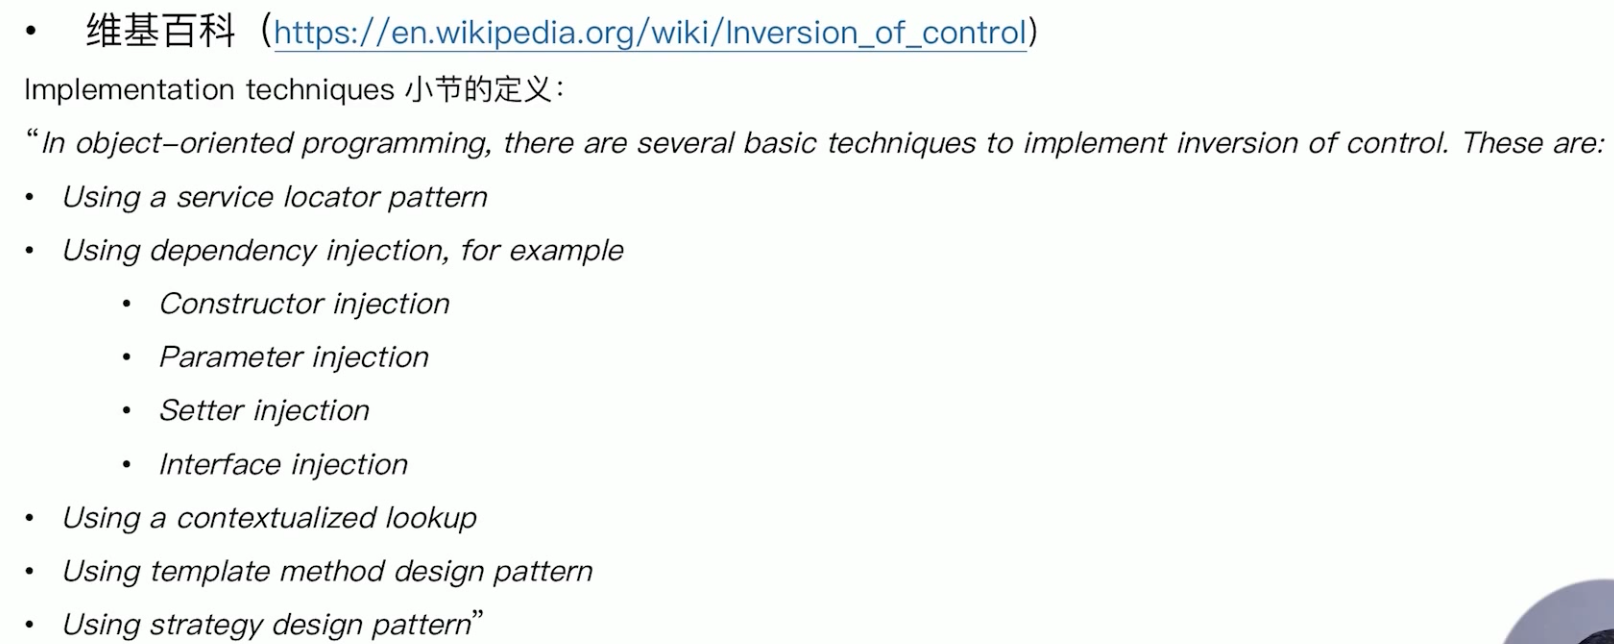 • 维基百科（https://en.wikipedia.org/wiki/Inversion_of_control）
Implementation techniques 小节的定义：
“In object-oriented programming, there are several basic techniques to implement inversion of control. These are:
• Using a service locator pattern
• Using dependency injection, for example
• Constructor injection
• Parameter injection
• Setter injection
• Interface injection
• Using a contextualized lookup
• Using template method design pattern
• Using strategy design pattern”